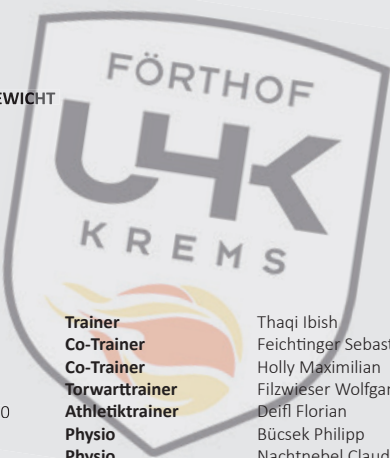 FÖRTHOF
UHK
KREMS
EWICHT
Trainer Thaqi Ibish
Co-Trainer Feichtinger Sebast
Co-Trainer Holly Maximilian
Torwarttrainer Filzwieser Wolfgan
0 Athletiktrainer Deifl Florian
Physio Bücsek Philipp
Physio Nachtnebel Claud